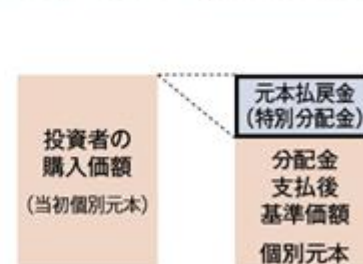 投資者の
購入価額
(当初個別元本)
元本払戻金
(特別分配金)
分配金
支払後
基準価額
個別元本